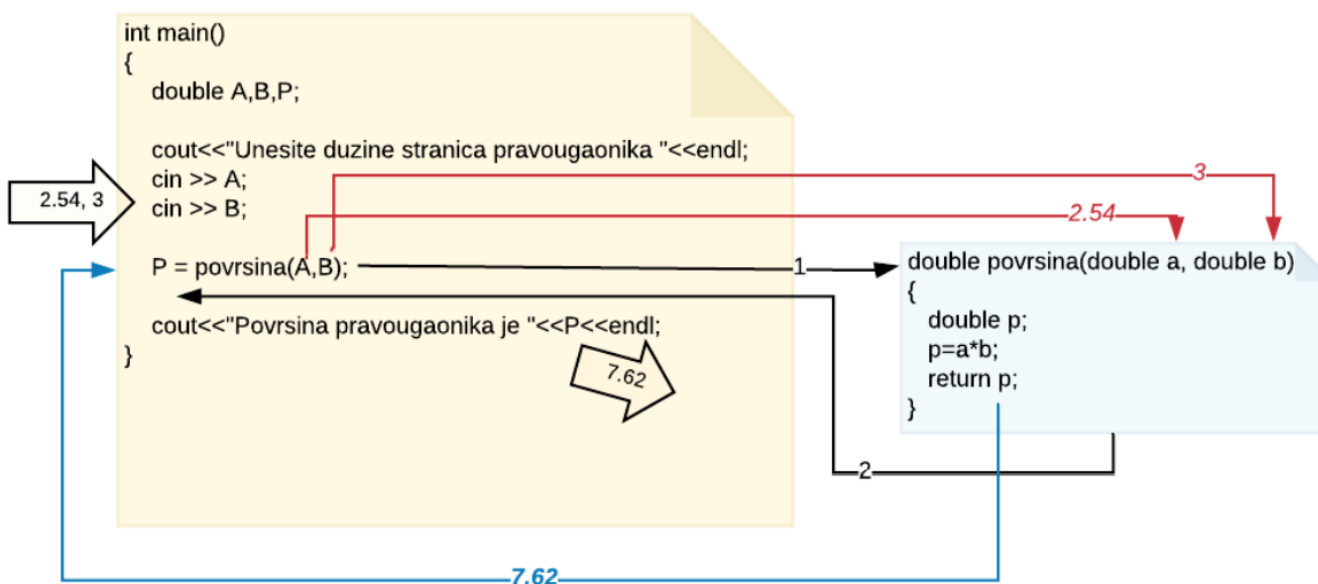 int main()
{
double A,B,P;
cout<<"Unesite duzine stranica pravougaonika "<<endl;
cin >> A;
cin >> B;
2.54, 3
P = povrsina(A,B);
cout<<"Povrsina pravougaonika je "<<P<<endl;
}
7.62
3
2.54
1
double povrsina(double a, double b)
{
double p;
p=a*b;
return p;
}
2
7.62